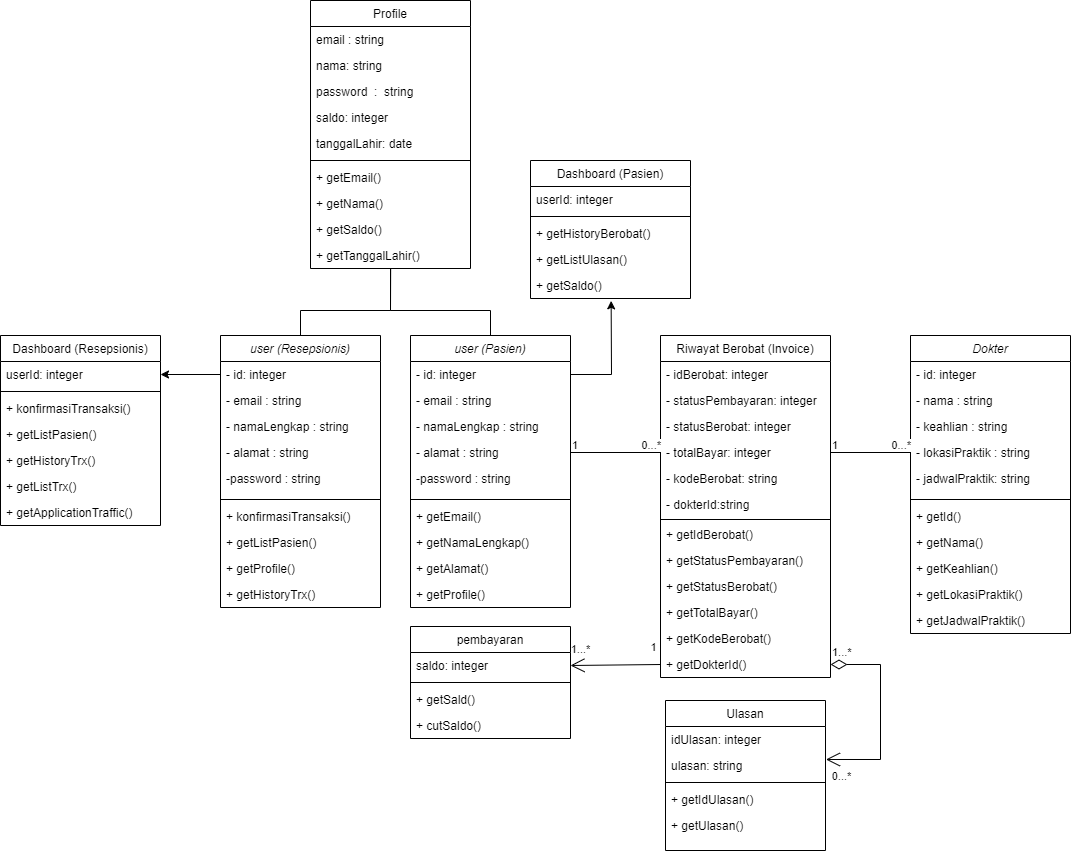 Profile
email : string
nama: string
password  :  string
saldo: integer
tanggalLahir: date
+ getEmail()
+ getNama()
+ getSaldo()
+ getTanggalLahir()
Dashboard (Pasien)
userId: integer
+ getHistoryBerobat()
+ getListUlasan()
+ getSaldo()
Dashboard (Resepsionis)
userId: integer
+ konfirmasiTransaksi()
+ getListPasien()
+ getHistoryTrx()
+ getListTrx()
+ getApplicationTraffic()
user (Resepsionis)
- id: integer
- email : string
- namaLengkap : string
- alamat : string
-password : string
+ konfirmasiTransaksi()
+ getListPasien()
+ getProfile()
+ getHistoryTrx()
user (Pasien)
- id: integer
- email : string
- namaLengkap : string
- alamat : string
-password : string
+ getEmail()
+ getNamaLengkap()
+ getAlamat()
+ getProfile()
1
0...*
Riwayat Berobat (Invoice)
- idBerobat: integer
- statusPembayaran: integer
- statusBerobat: integer
- totalBayar: integer
- kodeBerobat: string
- dokterId:string
+ getIdBerobat()
+ getStatusPembayaran()
+ getStatusBerobat()
+ getTotalBayar()
+ getKodeBerobat()
+ getDokterId()
1
0...*
Dokter
- id: integer
- nama : string
- keahlian : string
- lokasiPraktik : string
- jadwalPraktik: string
+ getId()
+ getNama()
+ getKeahlian()
+ getLokasiPraktik()
+ getJadwalPraktik()
pembayaran
saldo: integer
+ getSald()
+ cutSaldo()
1...*
1
1...*
0...*
Ulasan
idUlasan: integer
ulasan: string
+ getIdUlasan()
+ getUlasan()